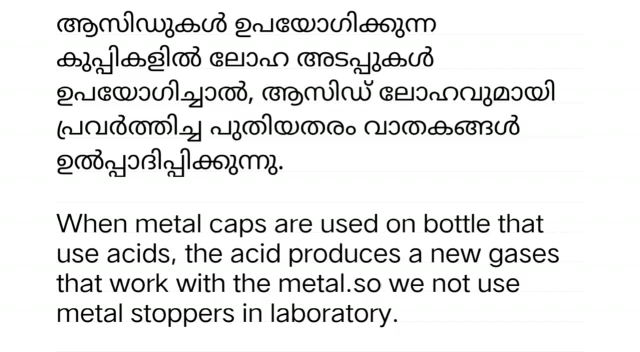 ആസിഡുകൾ ഉപയോഗിക്കുന്ന
കുപ്പികളിൽ ലോഹ അടപ്പുകൾ
ഉപയോഗിച്ചാൽ, ആസിഡ് ലോഹവുമായി
പ്രവർത്തിച്ച പുതിയതരം വാതകങ്ങൾ
ഉൽപ്പാദിപ്പിക്കുന്നു.
When metal caps are used on bottle that
use acids, the acid produces a new gases
that work with the metal.so we not use
metal stoppers in laboratory.